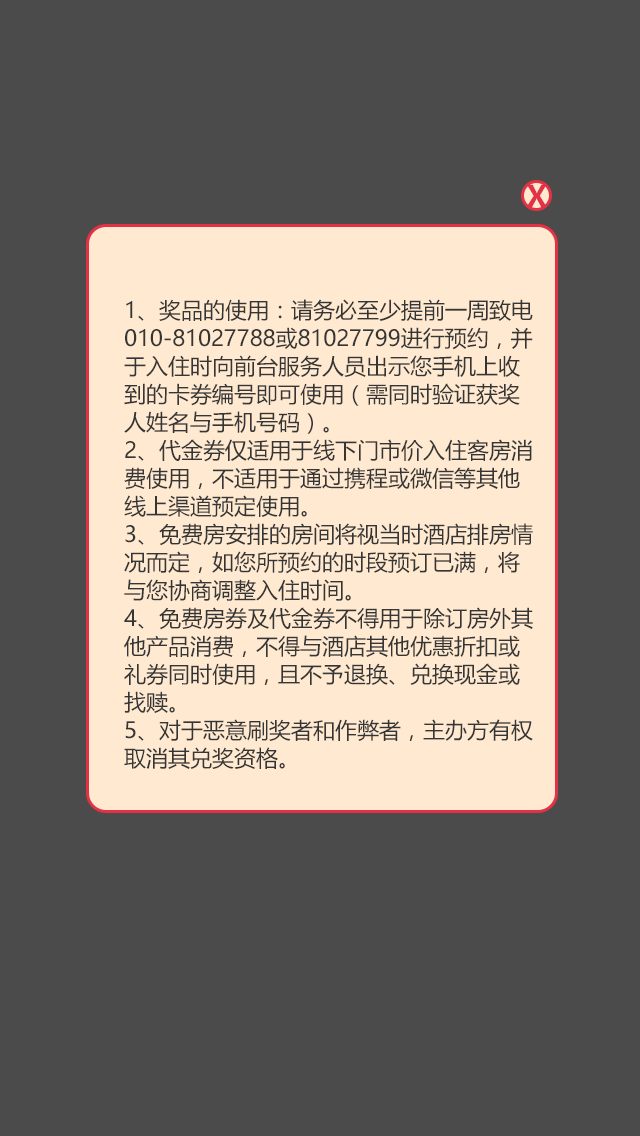 X
1、奖品的使用：请务必至少提前一周致电
010-81027788或81027799进行预约，并
于入住时向前台服务人员出示您手机上收
到的卡券编号即可使用（需同时验证获奖
人姓名与手机号码）。
2、代金券仅适用于线下门市价入住客房消
费使用，不适用于通过携程或微信等其他
线上渠道预定使用。
3、免费房安排的房间将视当时酒店排房情
况而定，如您所预约的时段预订已满，将
与您协商调整入住时间。
4、免费房券及代金券不得用于除订房外其
他产品消费，不得与酒店其他优惠折扣或
礼券同时使用，且不予退换、兑换现金或
找赎。
5、对于恶意刷奖者和作弊者，主办方有权
取消其兑奖资格。